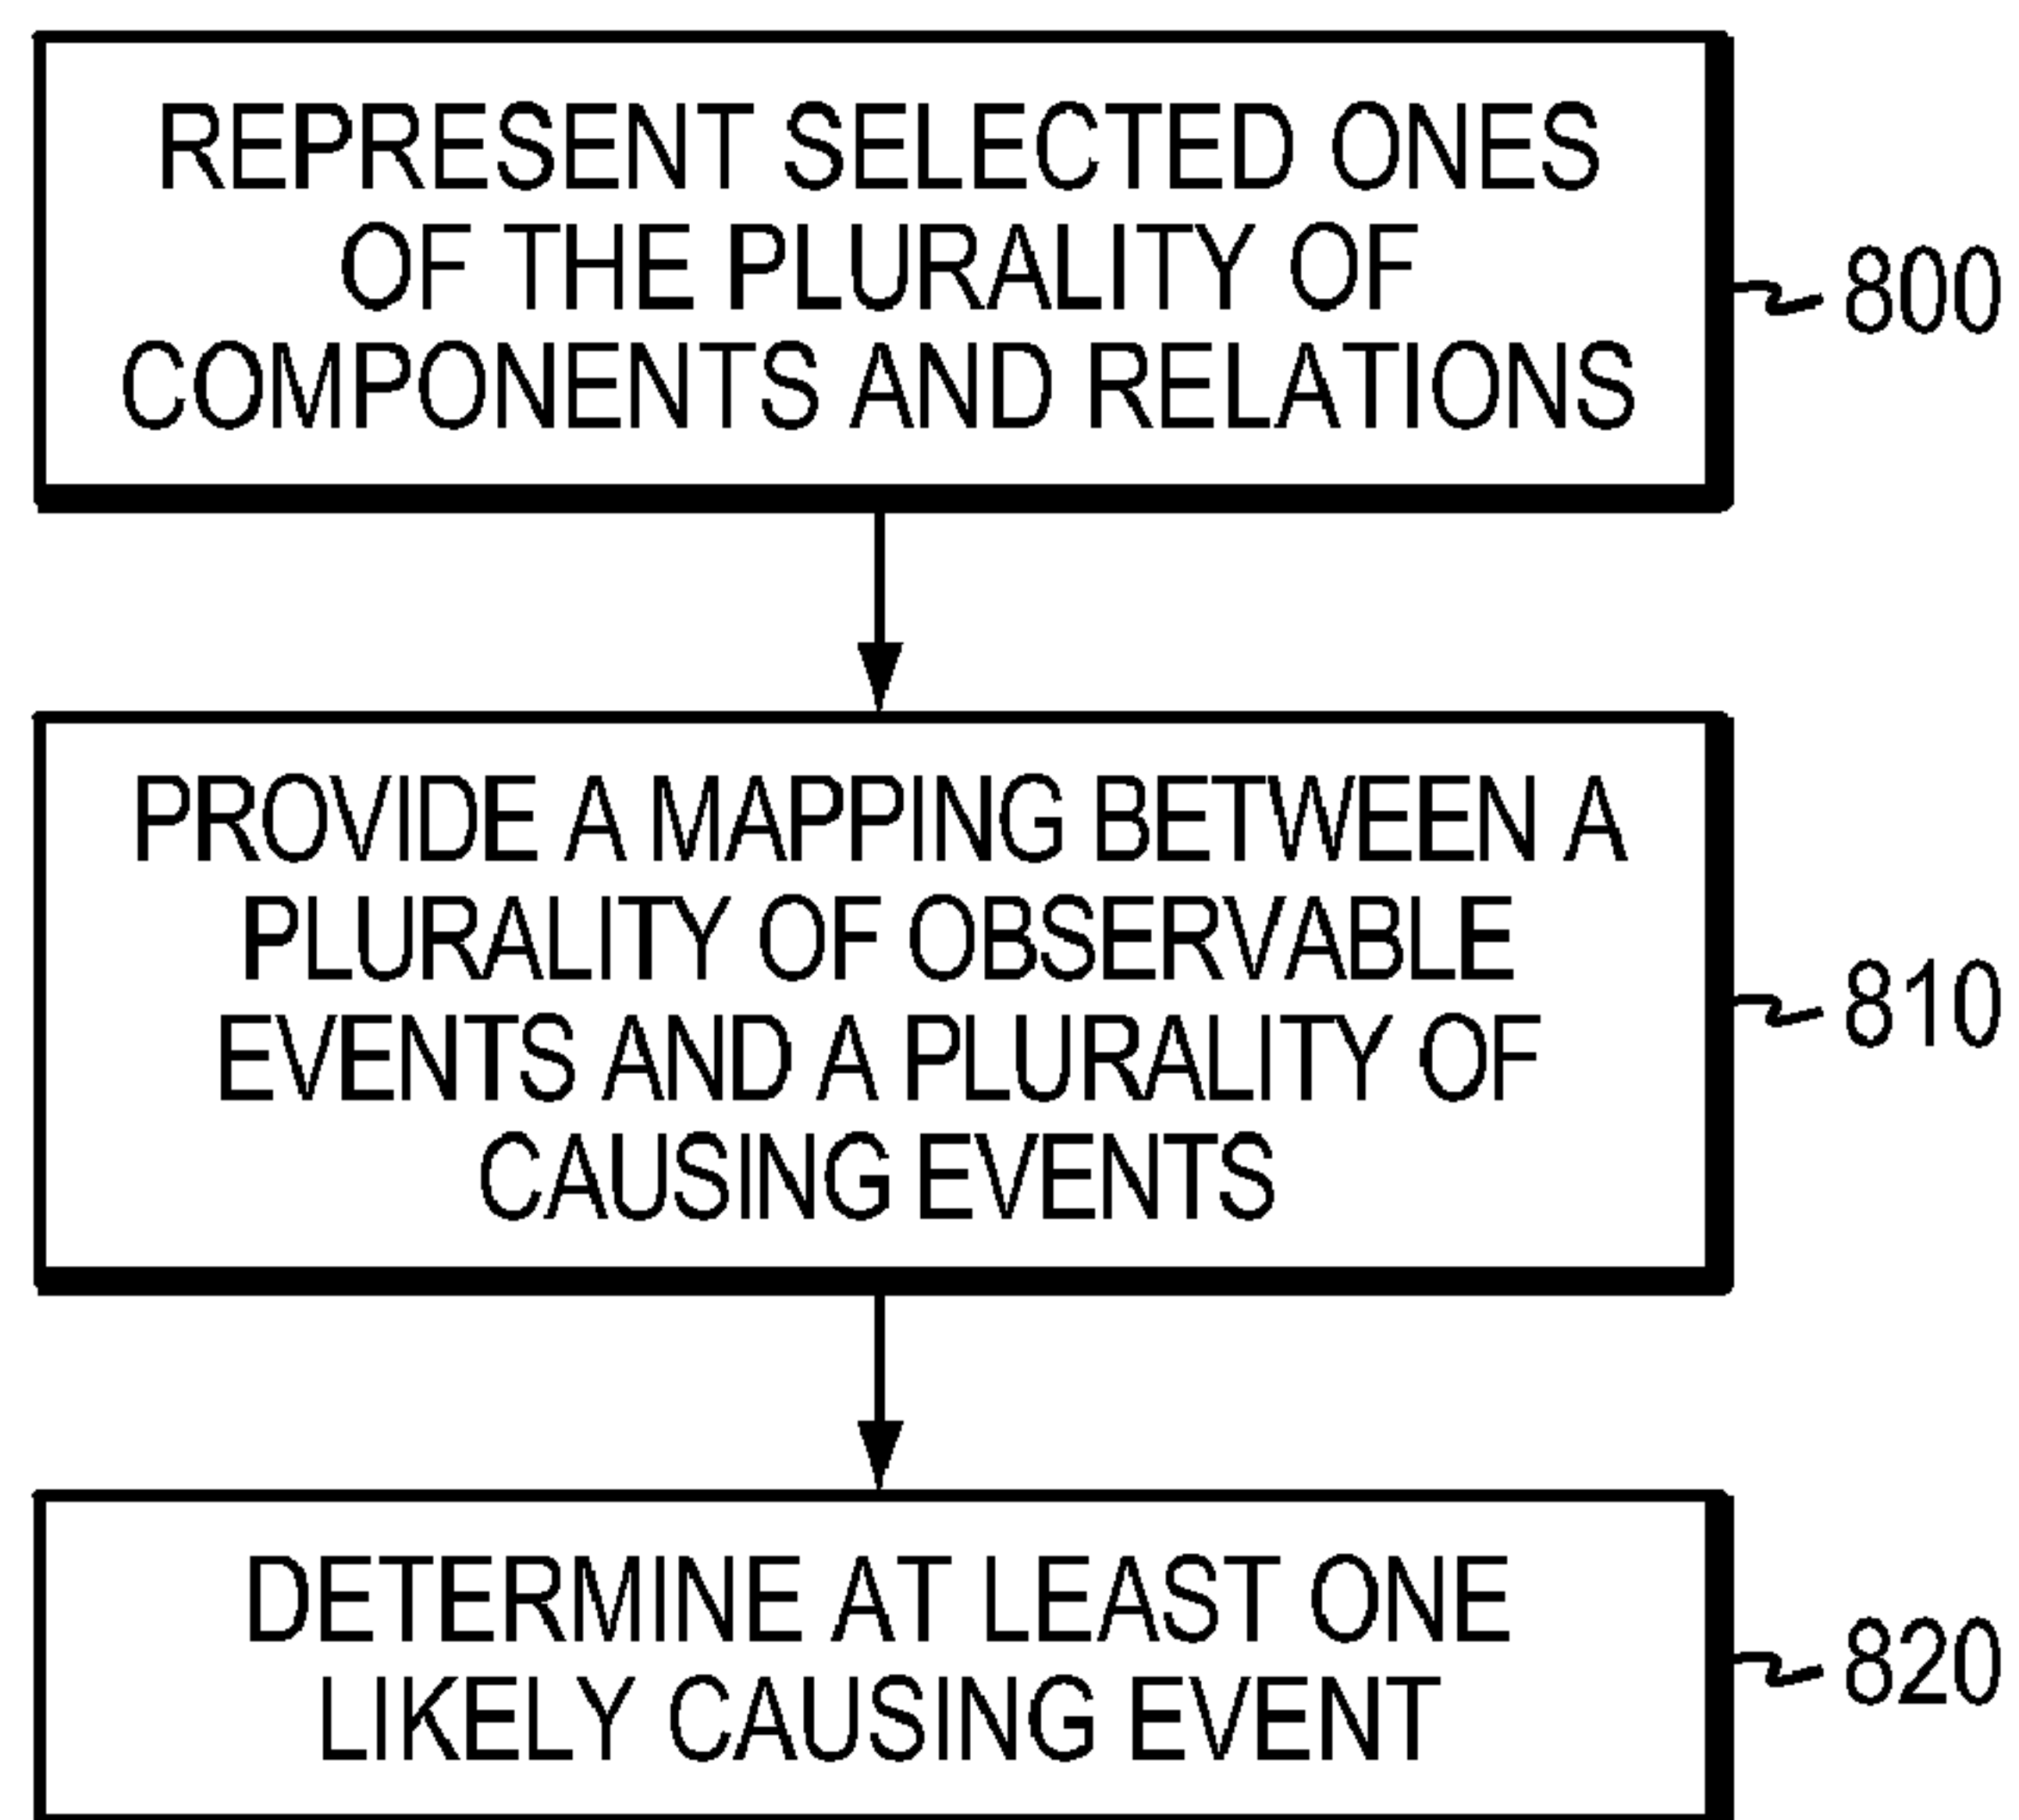 REPRESENT SELECTED ONES
OF THE PLURALITY OF
COMPONENTS AND RELATIONS
800
PROVIDE A MAPPING BETWEEN A
PLURALITY OF OBSERVABLE
EVENTS AND A PLURALITY OF
CAUSING EVENTS
810
DETERMINE AT LEAST ONE
LIKELY CAUSING EVENT
820